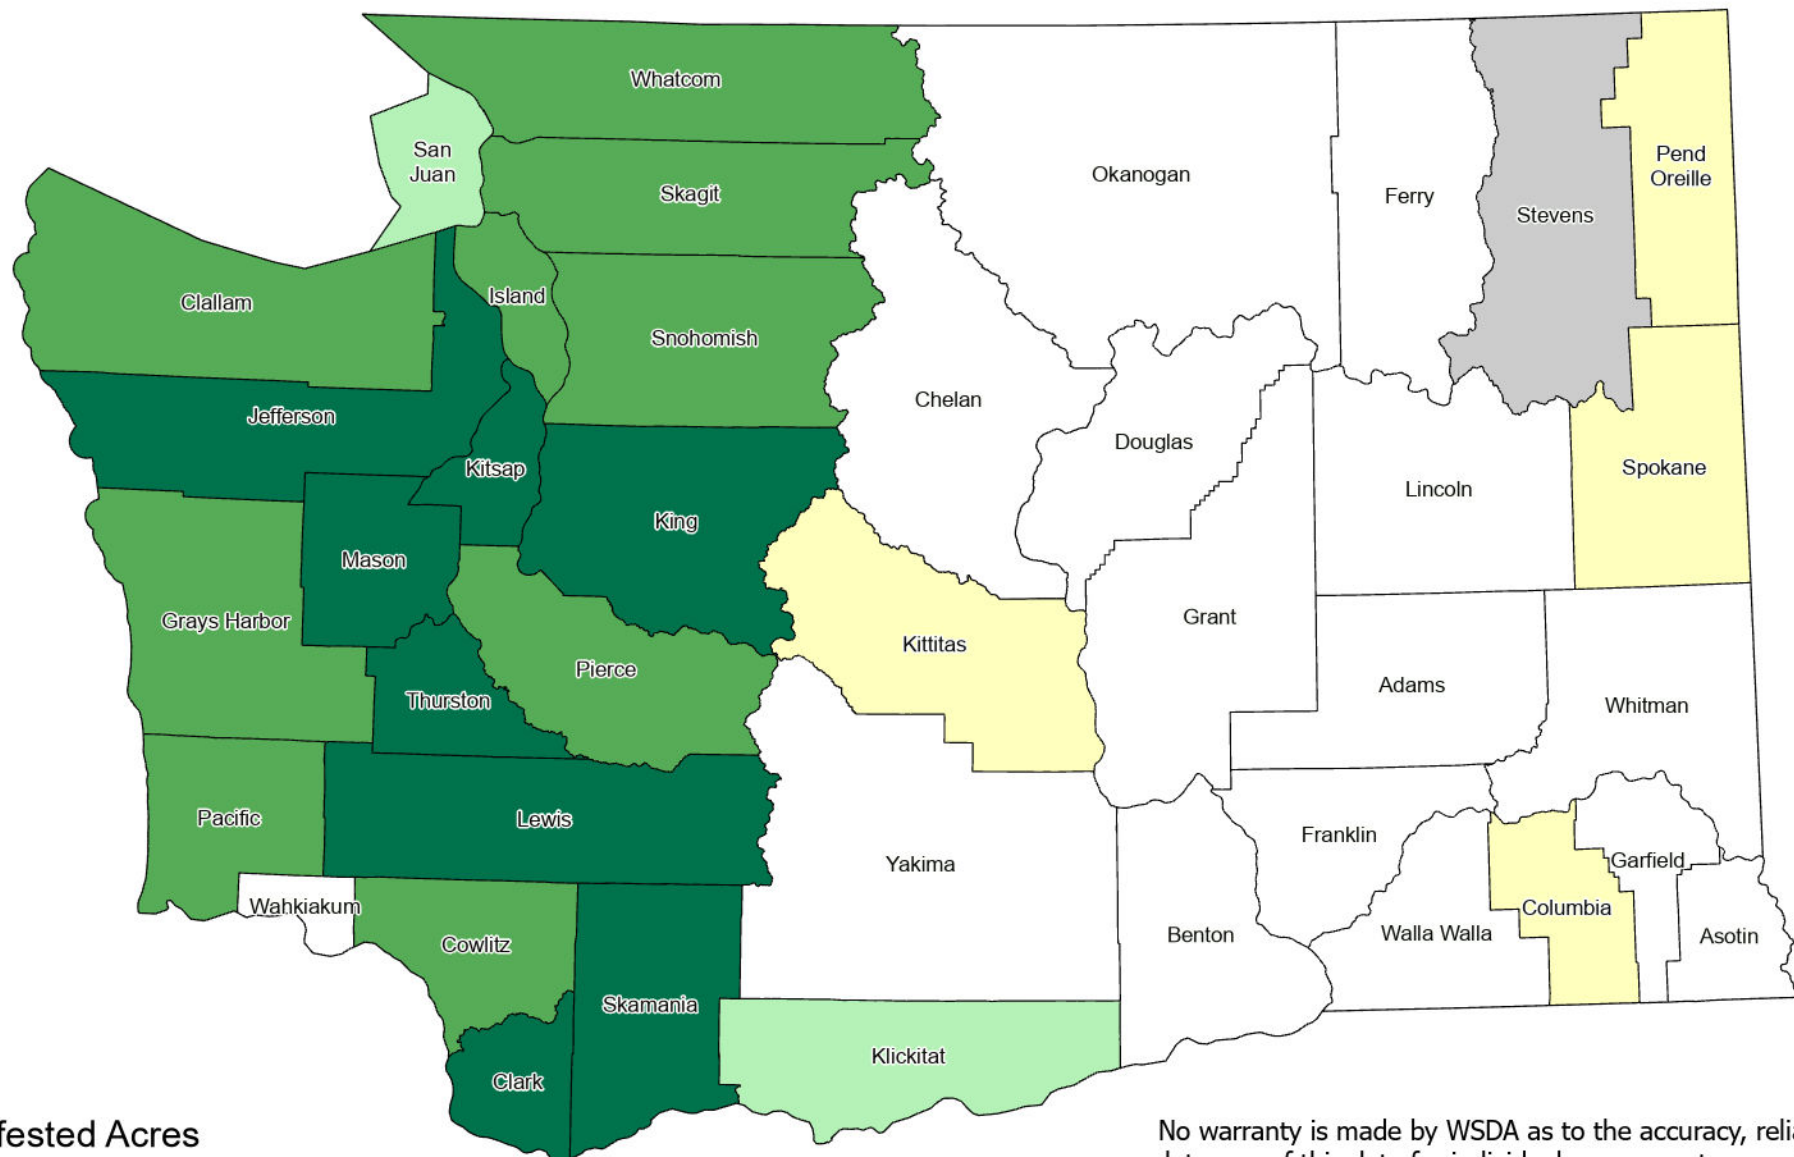 Whatcom
San
Juan
Skagit
Okanogan
Ferry
Stevens
Pend
Oreille
Clallam
Island
Snohomish
Chelan
Douglas
Jefferson
Kitsap
King
Lincoln
Spokane
Mason
Grays Harbor
Kittitas
Grant
Pierce
Thurston
Adams
Whitman
Pacific
Lewis
Yakima
Franklin
Garfield
Wahkiakum
Cowlitz
Benton
Walla Walla
Columbia
Asotin
Skamania
Klickitat
Clark
fested Acres
No warranty is made by WSDA as to the accuracy, relia